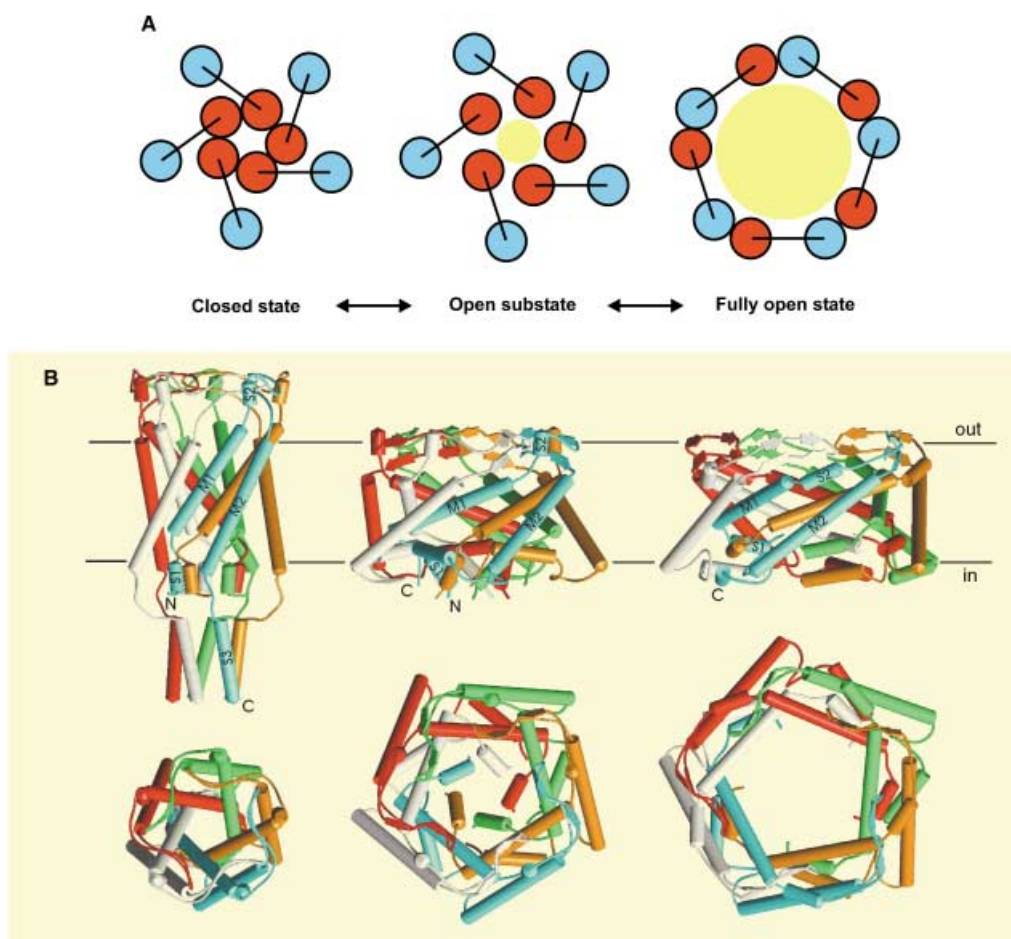 A
Closed state Open substate Fully open state
B
S2
out
M1
M2
S1
N
S3
C
S2
M1
M2
S1
C
N
S2
M1
M2
S1
in
C